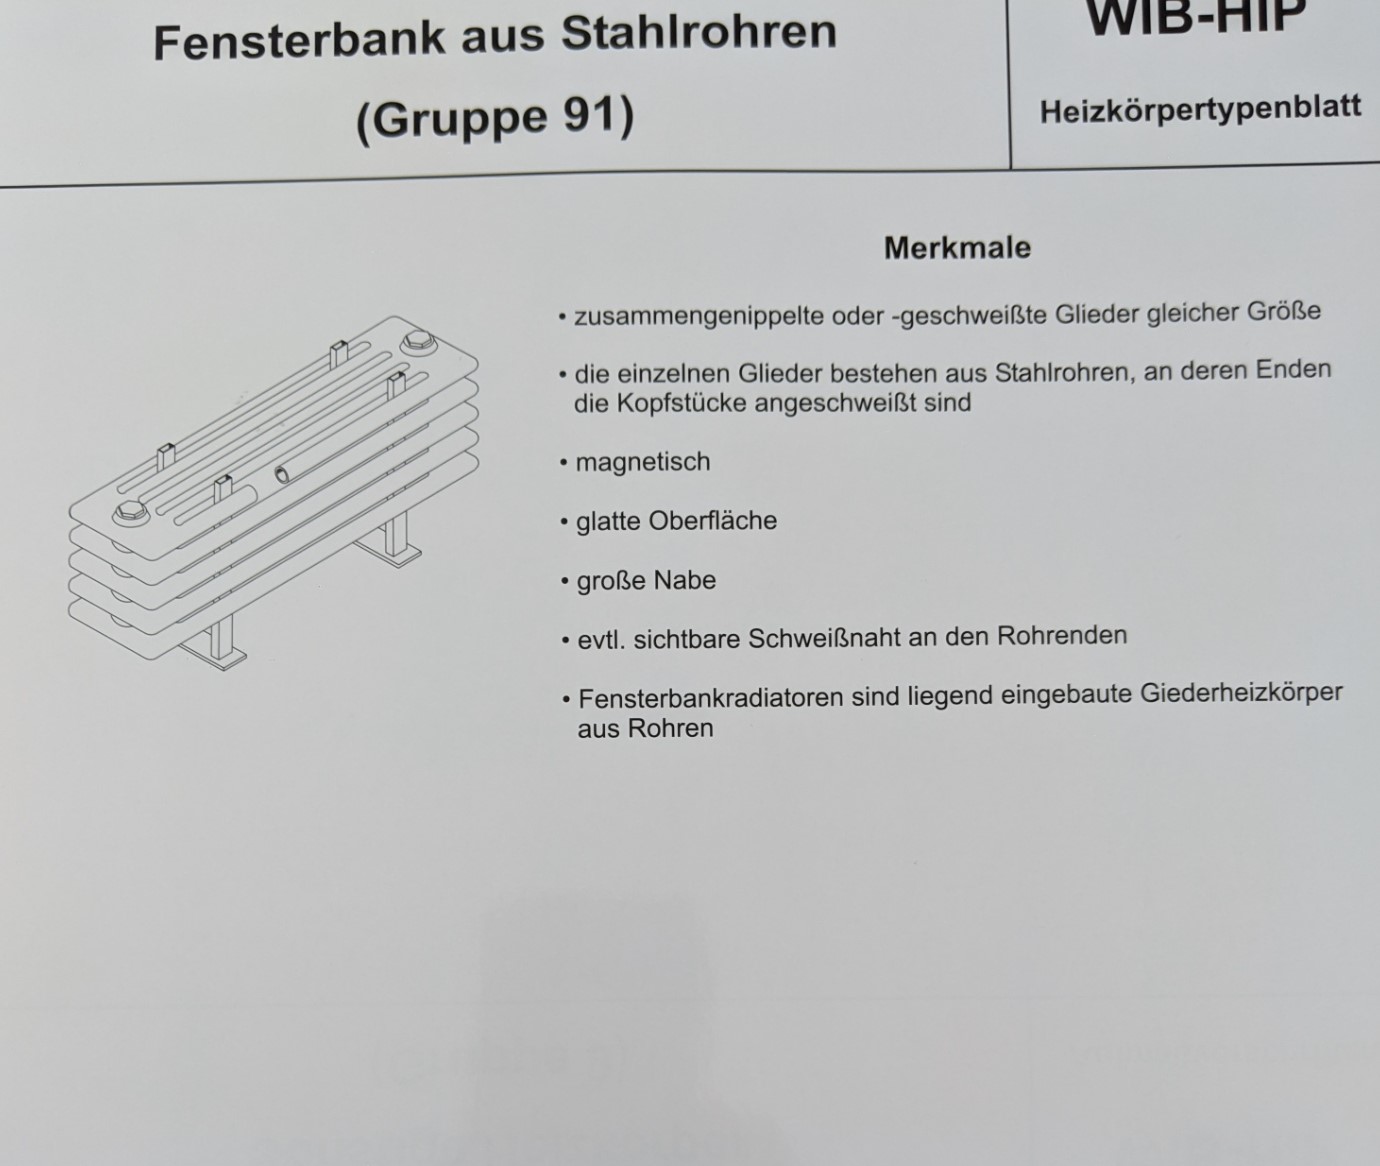 Fensterbank aus Stahlrohren
(Gruppe 91)
WIB-HIP
Heizkörpertypenblatt
Merkmale
• zusammengenippelte oder -geschweißte Glieder gleicher Größe
• die einzelnen Glieder bestehen aus Stahlrohren, an deren Enden
die Kopfstücke angeschweißt sind
• magnetisch
• glatte Oberfläche
• große Nabe
• evtl. sichtbare Schweißnaht an den Rohrenden
• Fensterbankradiatoren sind liegend eingebaute Giederheizkörper
aus Rohren